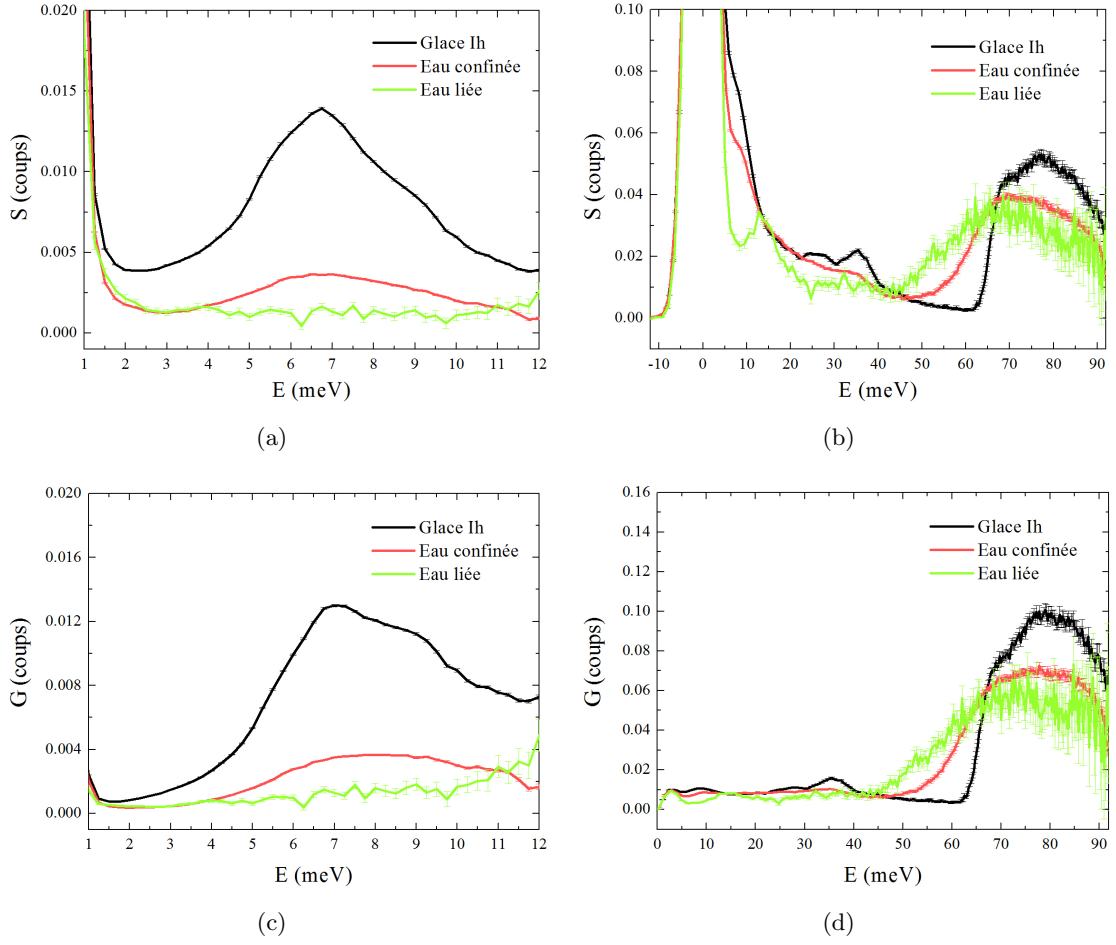 0.020
0.015
0.010
0.005
0.000
S (coups)
Glace Ih
Eau confinée
Eau liée
1 2 3 4 5 6 7 8 9 10 11 12
E (meV)
(a)
0.10
0.08
0.06
0.04
0.02
0.00
S (coups)
Glace Ih
Eau confinée
Eau liée
-10 0 10 20 30 40 50 60 70 80 90
E (meV)
(b)
0.020
0.016
0.012
0.008
0.004
0.000
G (coups)
Glace Ih
Eau confinée
Eau liée
1 2 3 4 5 6 7 8 9 10 11 12
E (meV)
(c)
0.16
0.14
0.12
0.10
0.08
0.06
0.04
0.02
0.00
G (coups)
Glace Ih
Eau confinée
Eau liée
0 10 20 30 40 50 60 70 80 90
E (meV)
(d)